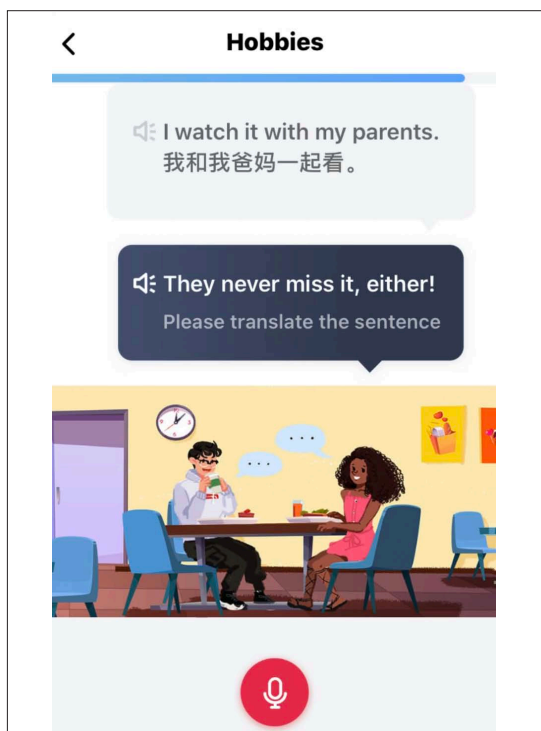 Hobbies
I watch it with my parents.
我和我爸妈一起看。
They never miss it, either!
Please translate the sentence